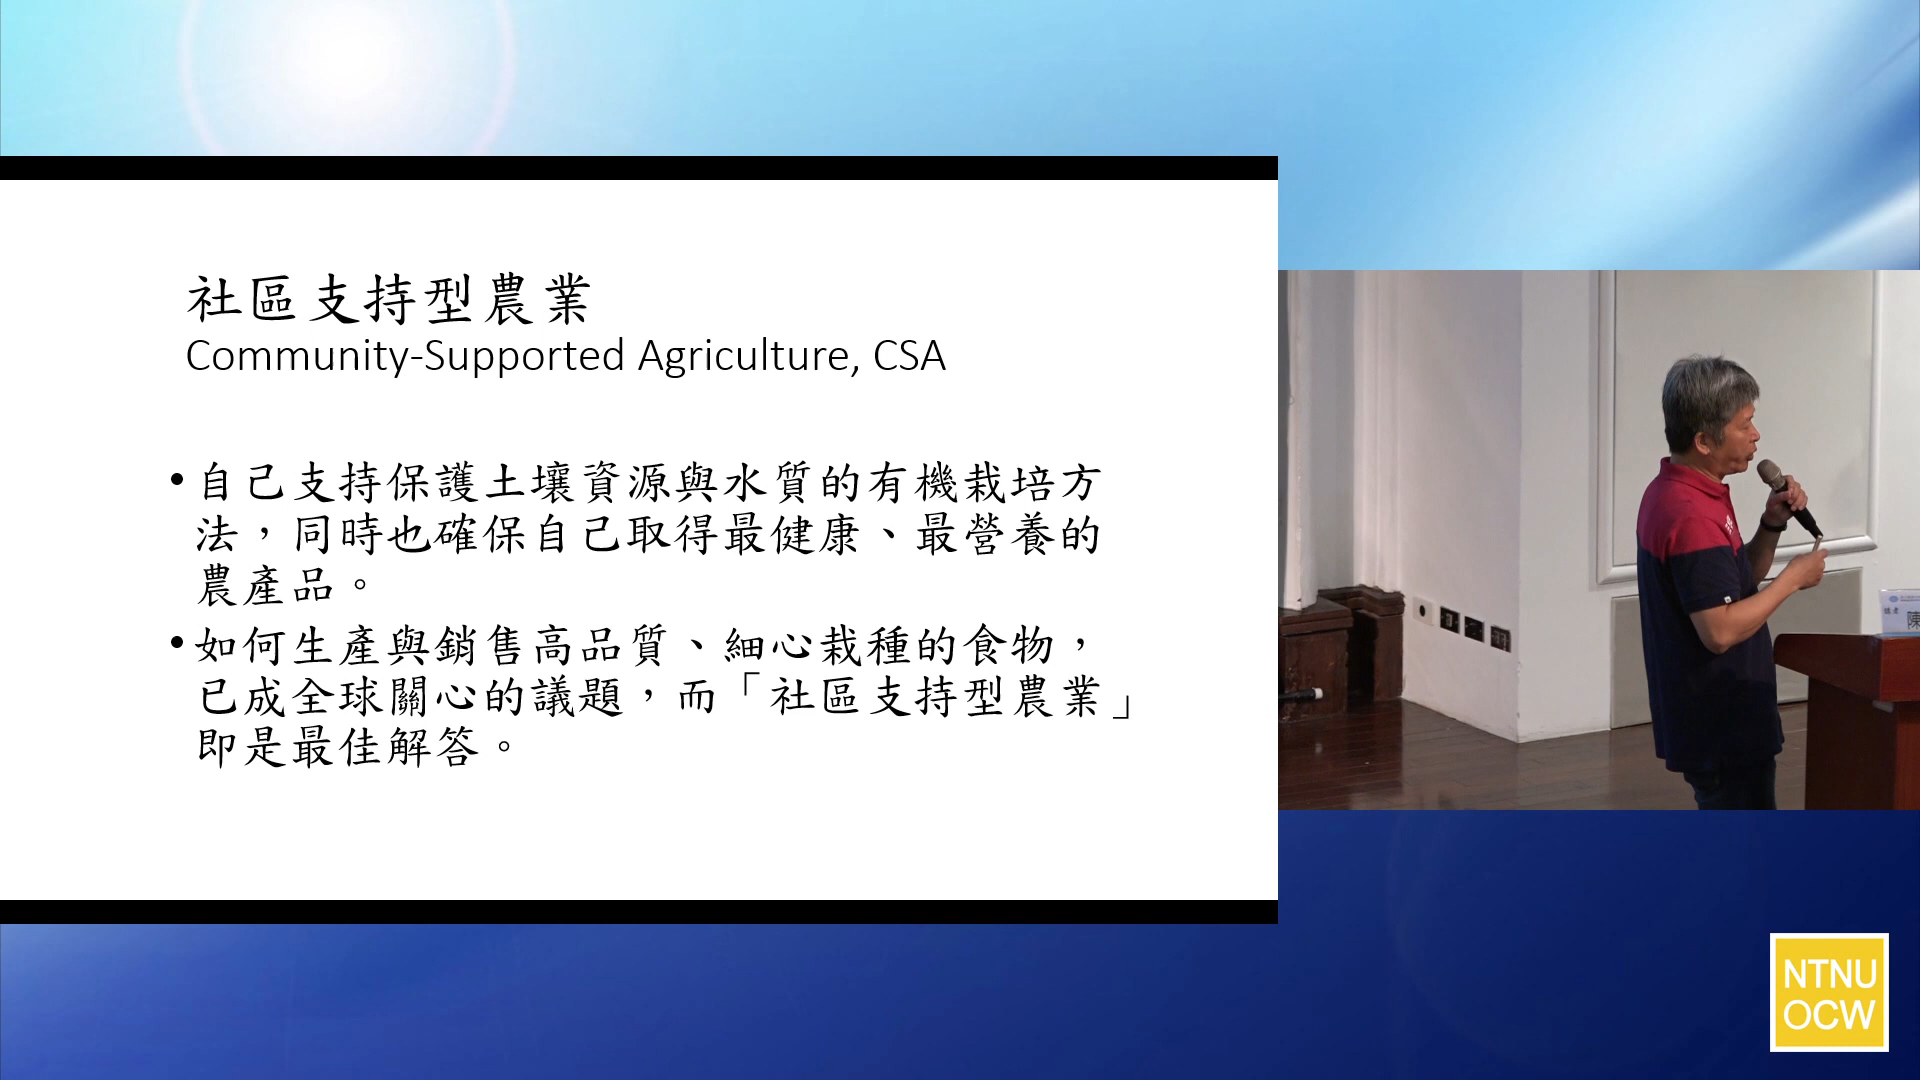 社區支持型農業
Community-Supported Agriculture, CSA
•自己支持保護土壤資源與水質的有機栽培方
法，同時也確保自己取得最健康、最營養的
農產品。
•如何生產與銷售高品質、細心栽種的食物，
已成全球關心的議題，而「社區支持型農業」
即是最佳解答。
陳
NTNU
OCW